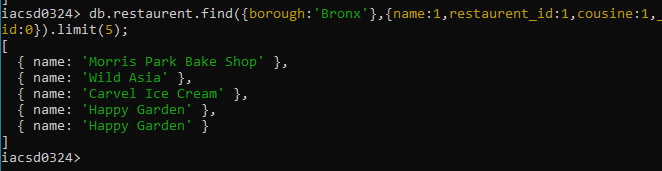 iacsd0324> db.restaurent.find({borough:'Bronx'},{name:1,restaurent_id:1,cousine:1,_
id:0}).limit(5);
[
  { name: 'Morris Park Bake Shop' },
  { name: 'Wild Asia' },
  { name: 'Carvel Ice Cream' },
  { name: 'Happy Garden' },
  { name: 'Happy Garden' }
]
iacsd0324>